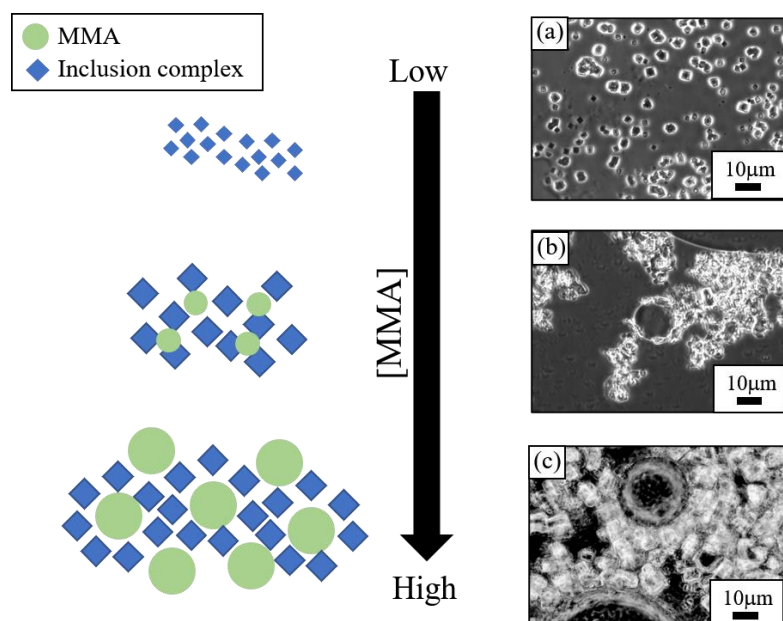 MMA
Inclusion complex
Low
[MMA]
High
(a)
10μm
(b)
10μm
(c)
10μm